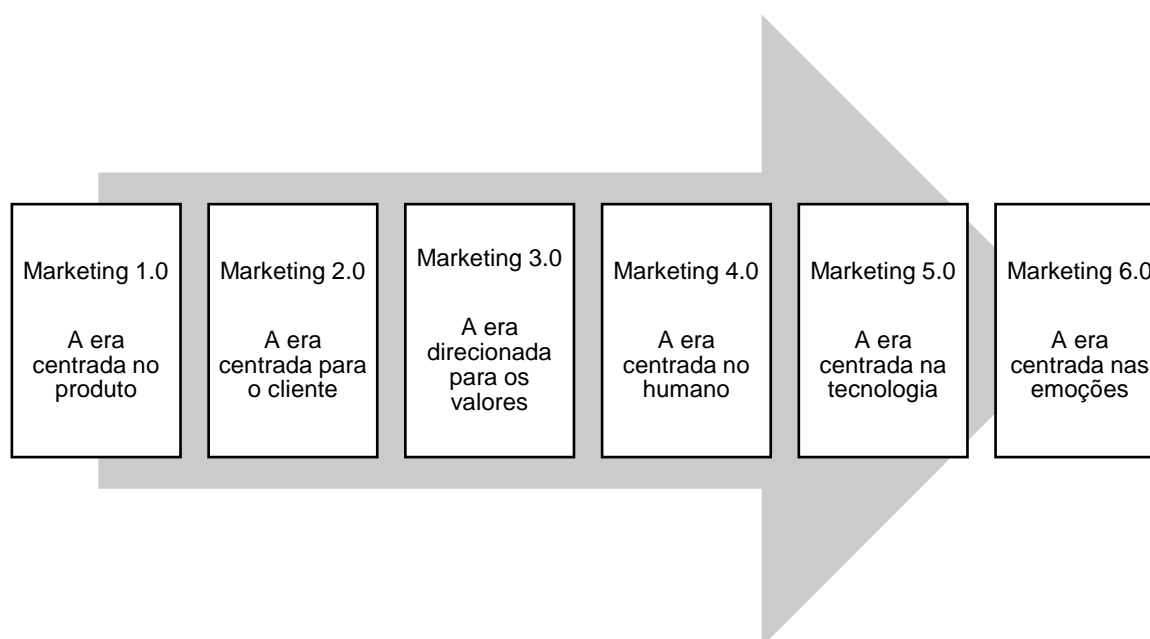 Marketing 1.0
A era
centrada no
produto
Marketing 2.0
A era
centrada para
o cliente
Marketing 3.0
A era
direcionada
para os
valores
Marketing 4.0
A era
centrada no
humano
Marketing 5.0
A era
centrada na
tecnologia
Marketing 6.0
A era
centrada nas
emoções